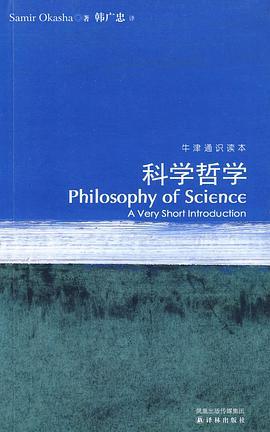 Samir Okasha 著 韩广忠 译
牛津通识读本
科学哲学
Philosophy of Science
A Very Short Introduction
凤凰出版传媒集团
译林出版社